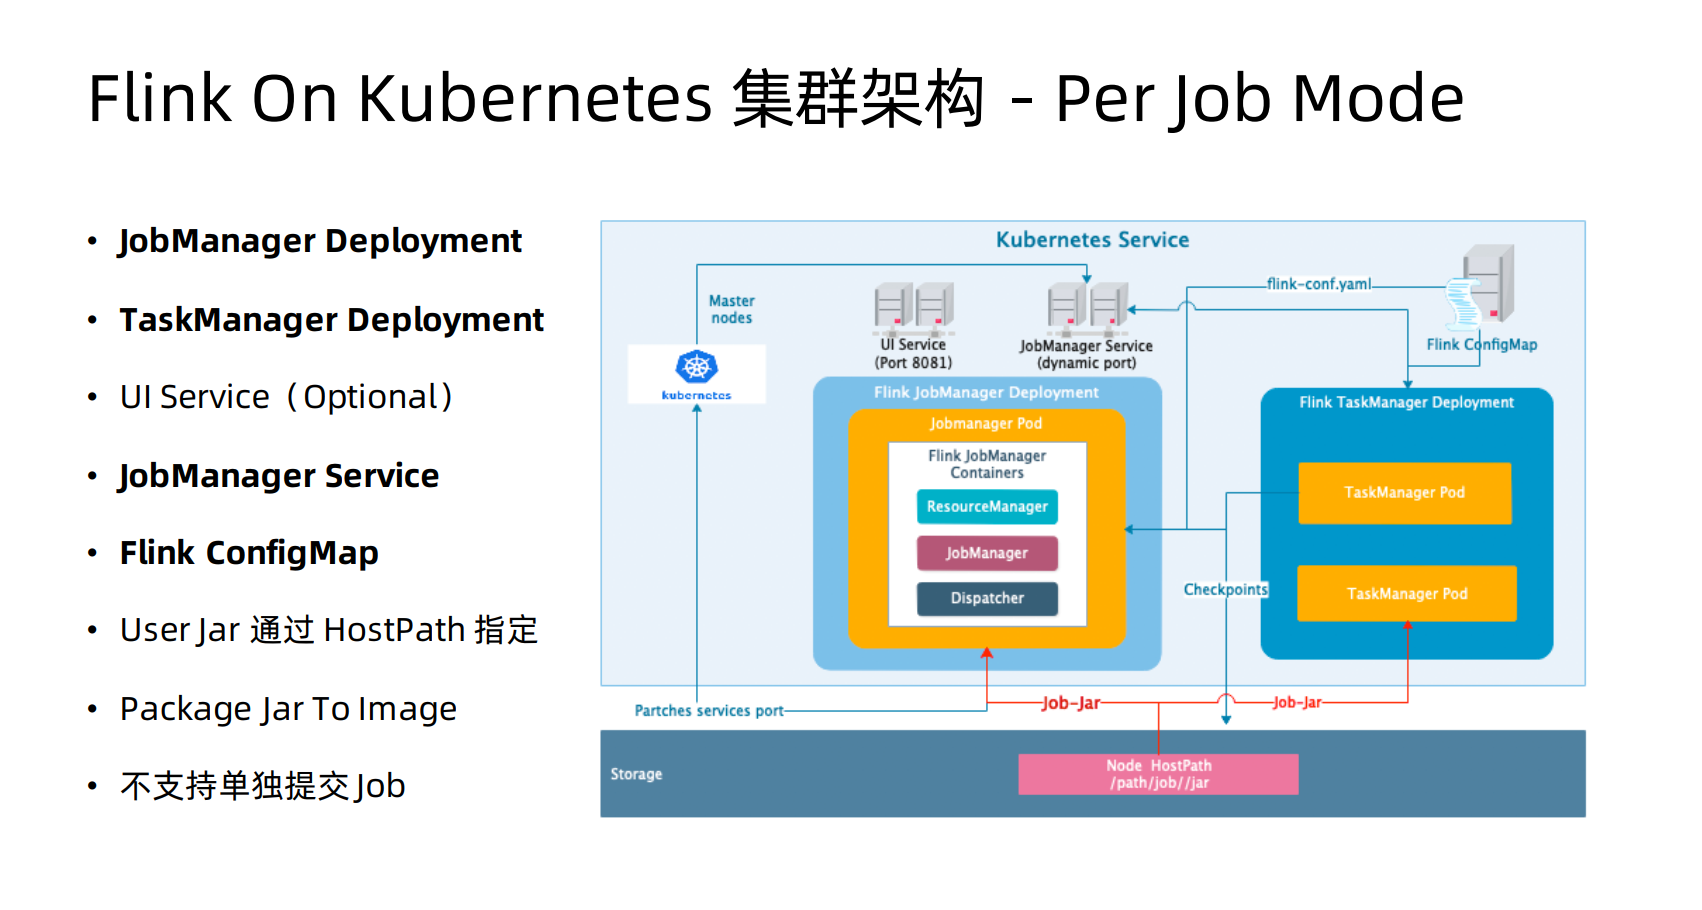 Flink On Kubernetes 集群架构 - Per Job Mode
• JobManager Deployment
• TaskManager Deployment
• UI Service（Optional）
• JobManager Service
• Flink ConfigMap
• User Jar 通过 HostPath 指定
• Package Jar To Image
• 不支持单独提交 Job
Kubernetes Service
Master
nodes
kubernetes
UI Service
(Port 8081)
JobManager Service
(dynamic port)
flink-conf.yaml
Flink ConfigMap
Flink JobManager Deployment
Jobmanager Pod
Flink JobManager
Containers
ResourceManager
JobManager
Dispatcher
Flink TaskManager Deployment
TaskManager Pod
TaskManager Pod
Checkpoints
Partches services port
Job-Jar
Job-Jar
Storage
Node HostPath
/path/job//jar